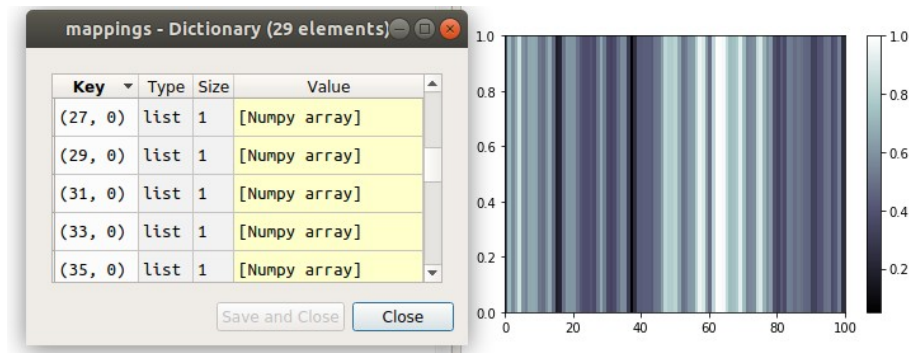 mappings - Dictionary (29 elements)
Key Type Size Value
(27, 0) list 1 [Numpy array]
(29, 0) list 1 [Numpy array]
(31, 0) list 1 [Numpy array]
(33, 0) list 1 [Numpy array]
(35, 0) list 1 [Numpy array]
Save and Close Close
1.0
0.8
0.6
0.4
0.2
0.0
0 20 40 60 80 100
1.0
0.8
0.6
0.4
0.2